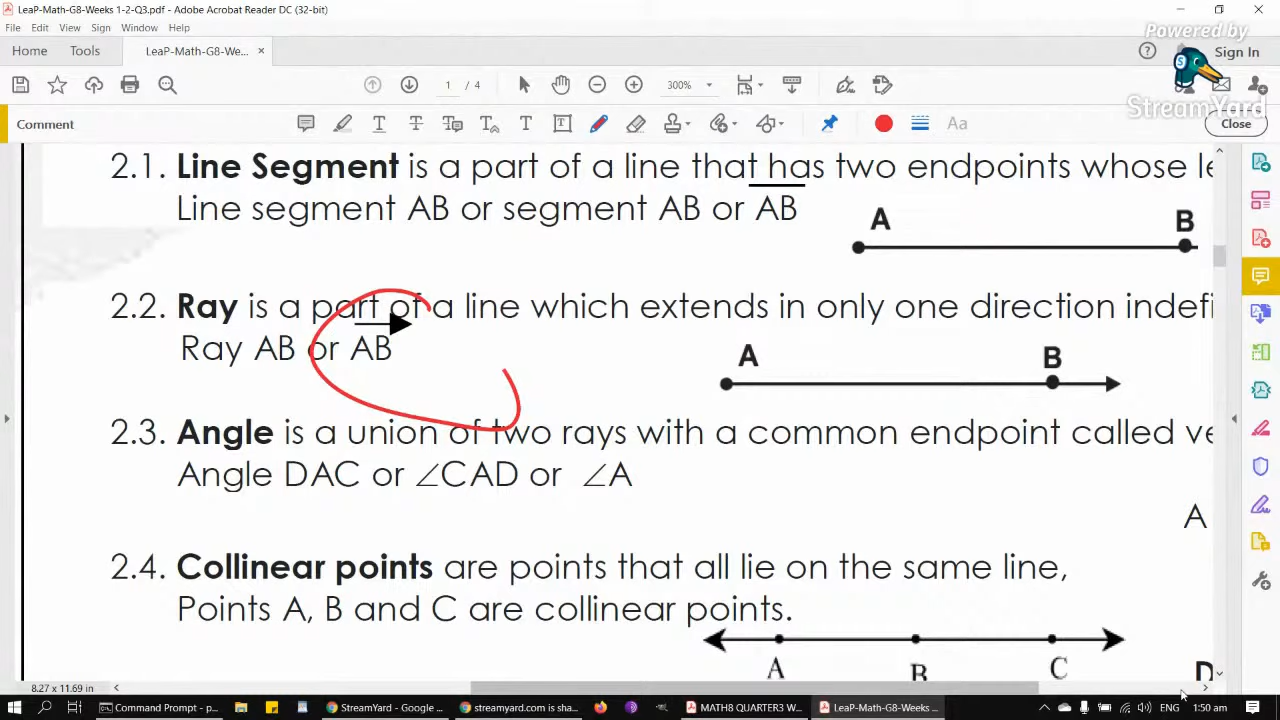 LeaP-Math-G8-Weeks 1-2-Q3.pdf - Adobe Acrobat Reader DC (32-bit)
File Edit View Sign Window Help
Powered by
StreamYard
Home Tools LeaP-Math-G8-We... × Sign In
1 / 4 300%
Comment Aa Close
2.1. Line Segment is a part of a line that has two endpoints whose le
Line segment AB or segment AB or AB
A B
2.2. Ray is a part of a line which extends in only one direction indefi
Ray AB or AB
A B
2.3. Angle is a union of two rays with a common endpoint called ve
Angle DAC or ∠CAD or ∠A
A
2.4. Collinear points are points that all lie on the same line,
Points A, B and C are collinear points.
A B C
D
8.27 x 11.69 in
Command Prompt - p... StreamYard - Google ... streamyard.com is sha... MATH8 QUARTER3 W... LeaP-Math-G8-Weeks ... ENG 1:50 am